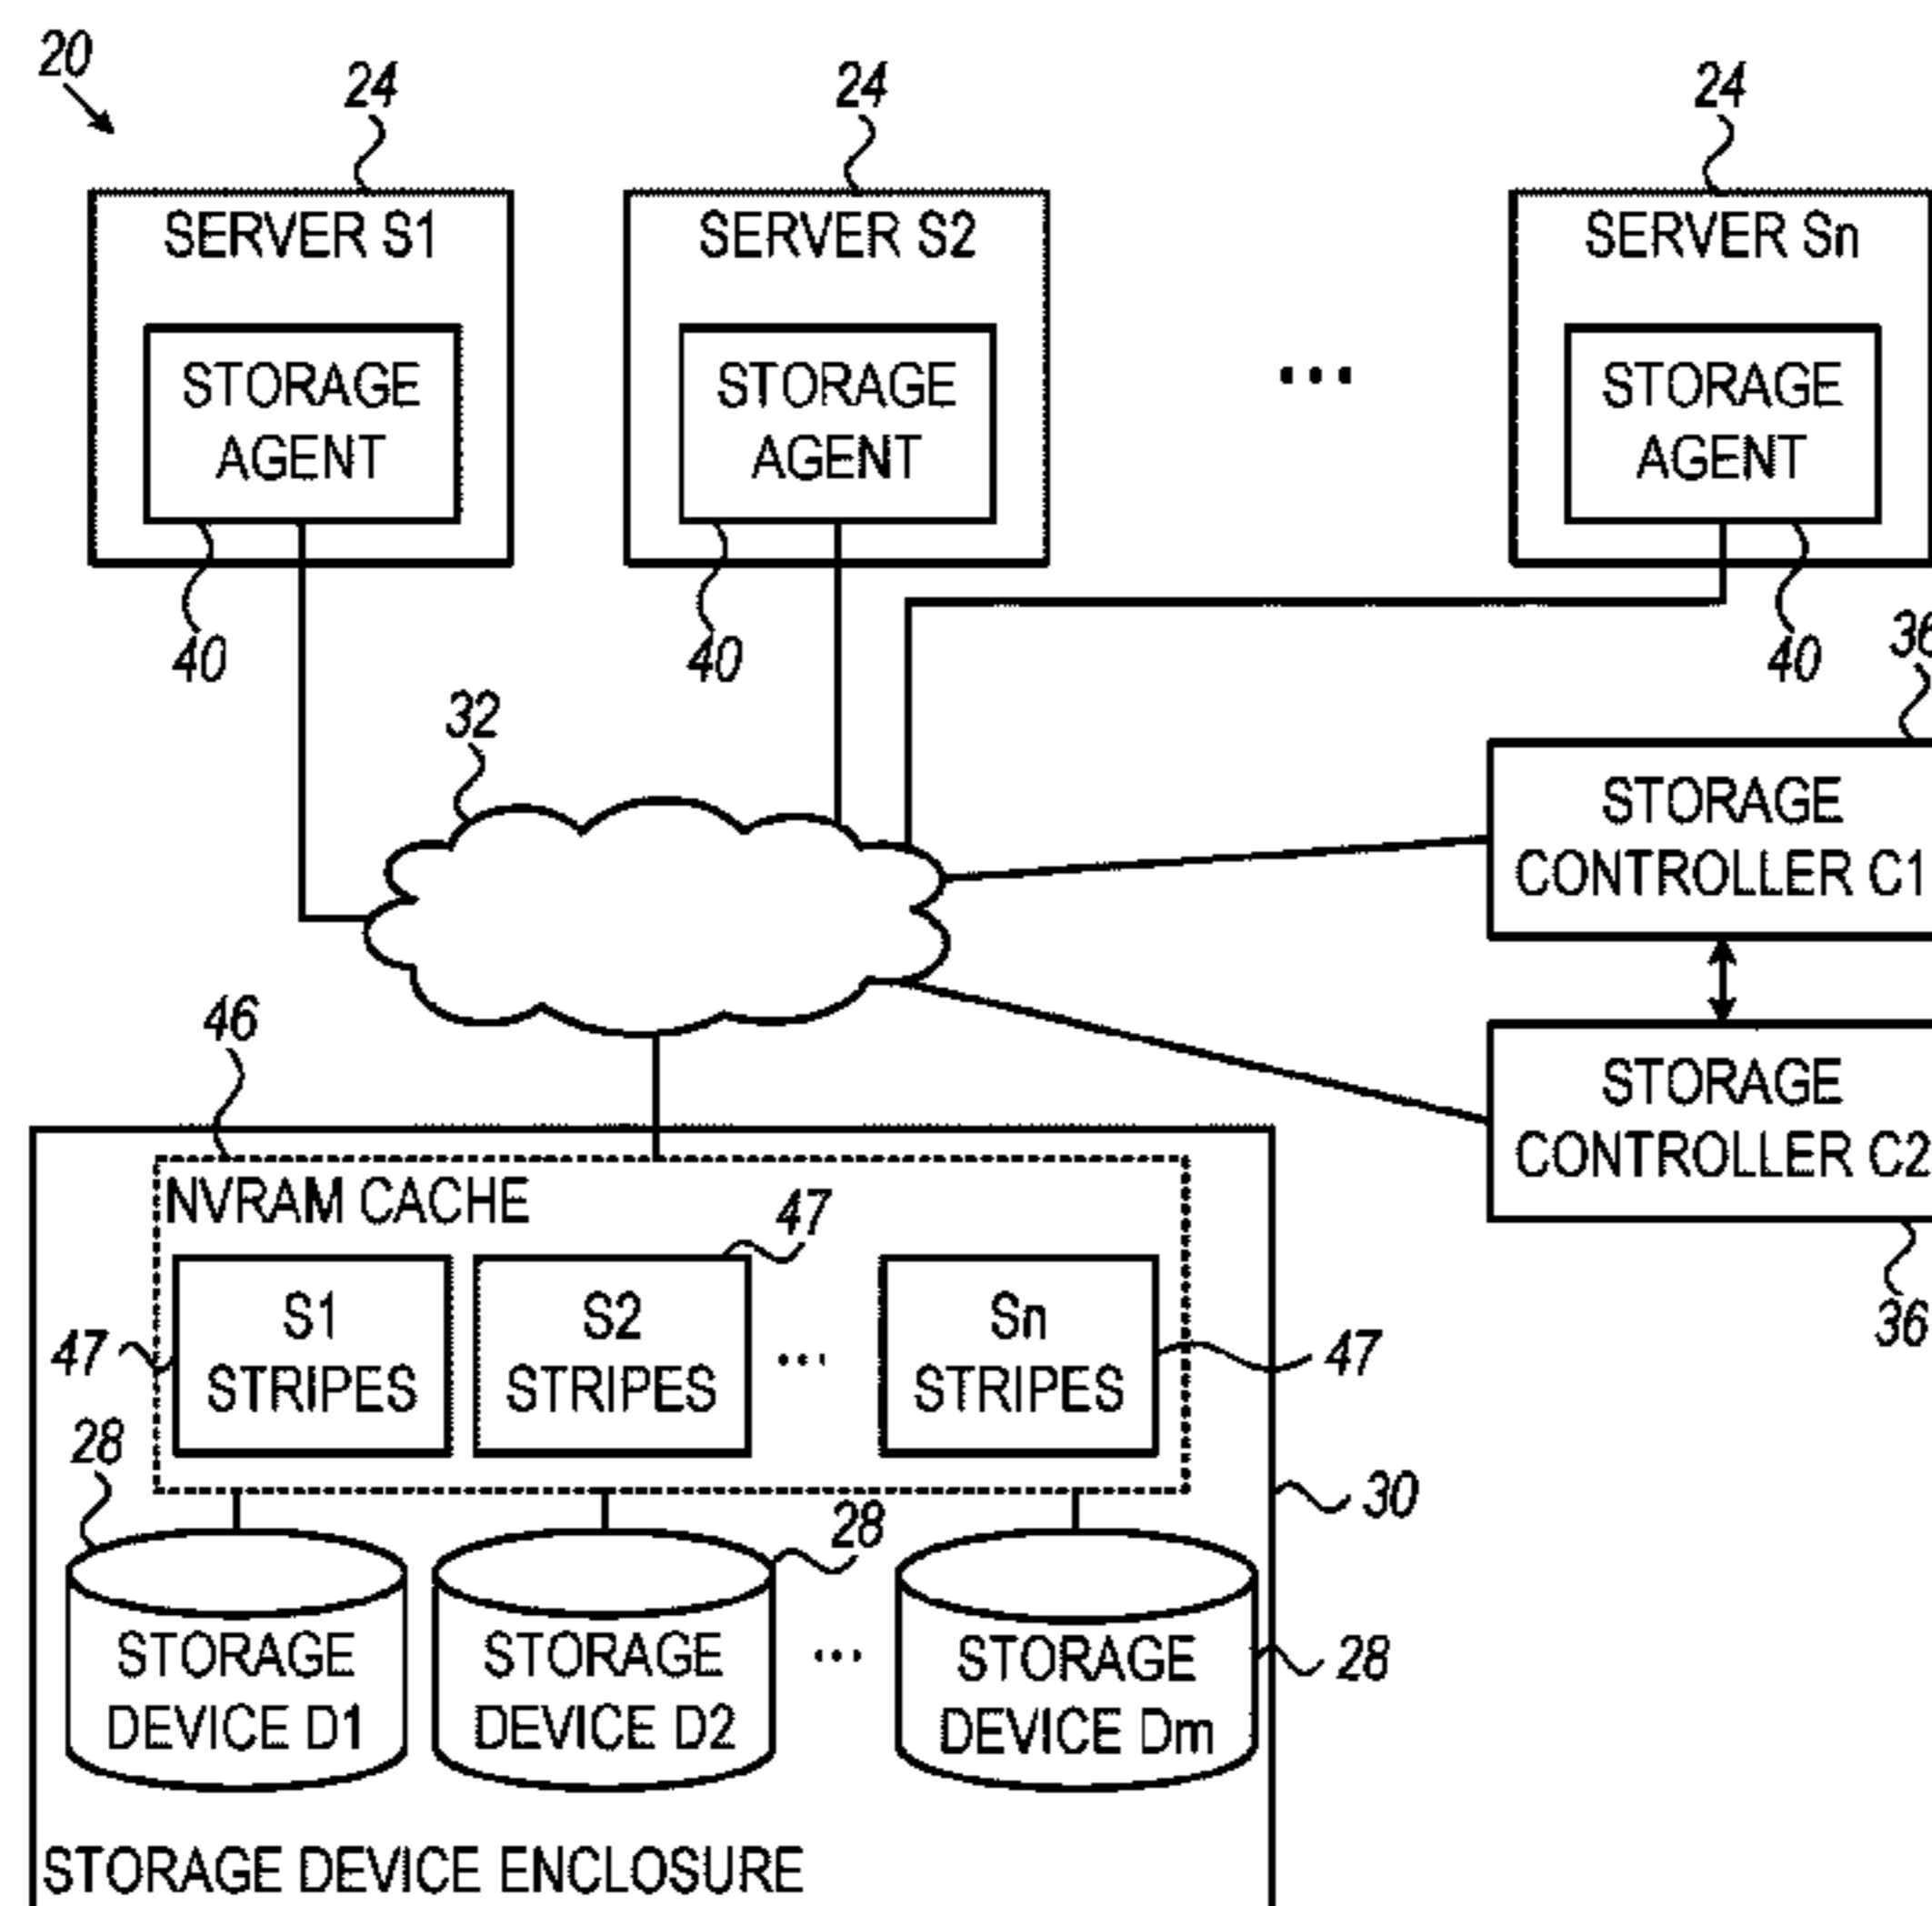 20
24
24
24
SERVER S1
SERVER S2
SERVER Sn
STORAGE
AGENT
STORAGE
AGENT
...
STORAGE
AGENT
40
40
40
36
32
STORAGE
CONTROLLER C1
46
STORAGE
CONTROLLER C2
36
NVRAM CACHE
47
S1
STRIPES
S2
STRIPES
...
Sn
STRIPES
47
47
28
28
30
STORAGE
DEVICE D1
STORAGE
DEVICE D2
...
STORAGE
DEVICE Dm
28
STORAGE DEVICE ENCLOSURE